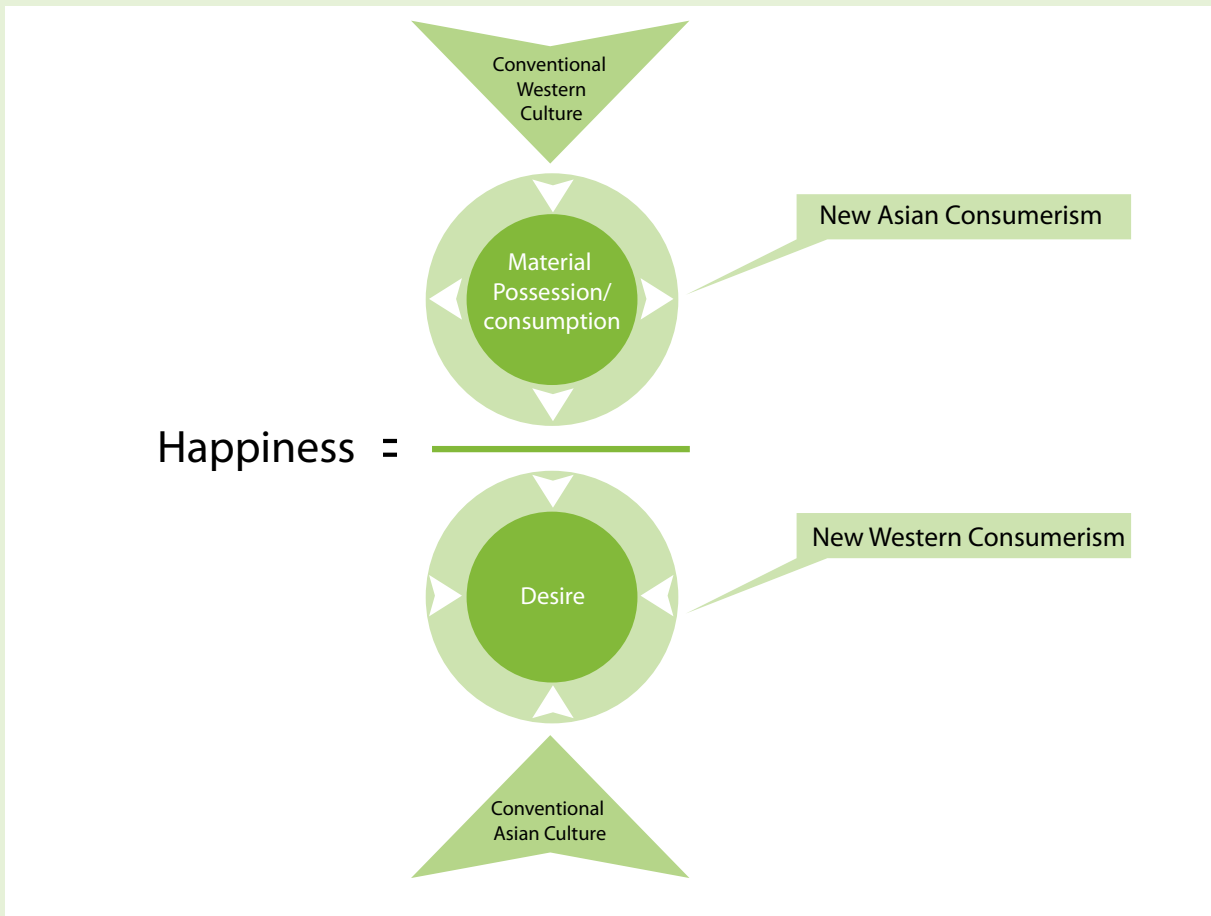 Conventional
Western
Culture
New Asian Consumerism
Material
Possession/
consumption
Happiness =
New Western Consumerism
Desire
Conventional
Asian Culture